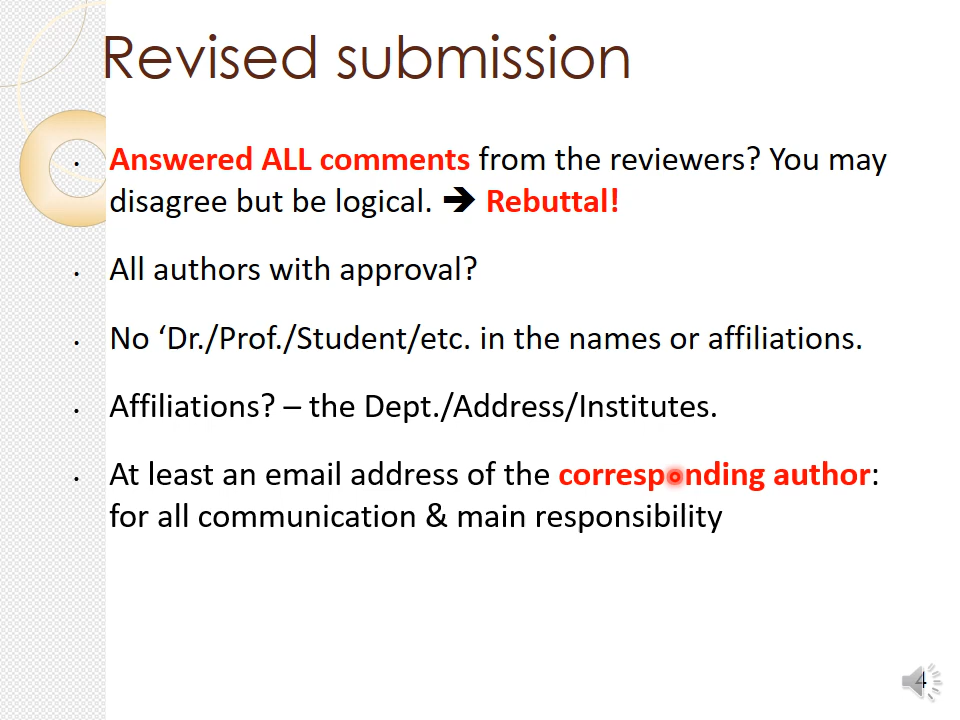 Revised submission
• Answered ALL comments from the reviewers? You may
disagree but be logical. ➔ Rebuttal!
• All authors with approval?
• No ‘Dr./Prof./Student/etc. in the names or affiliations.
• Affiliations? – the Dept./Address/Institutes.
• At least an email address of the corresponding author:
for all communication & main responsibility
4